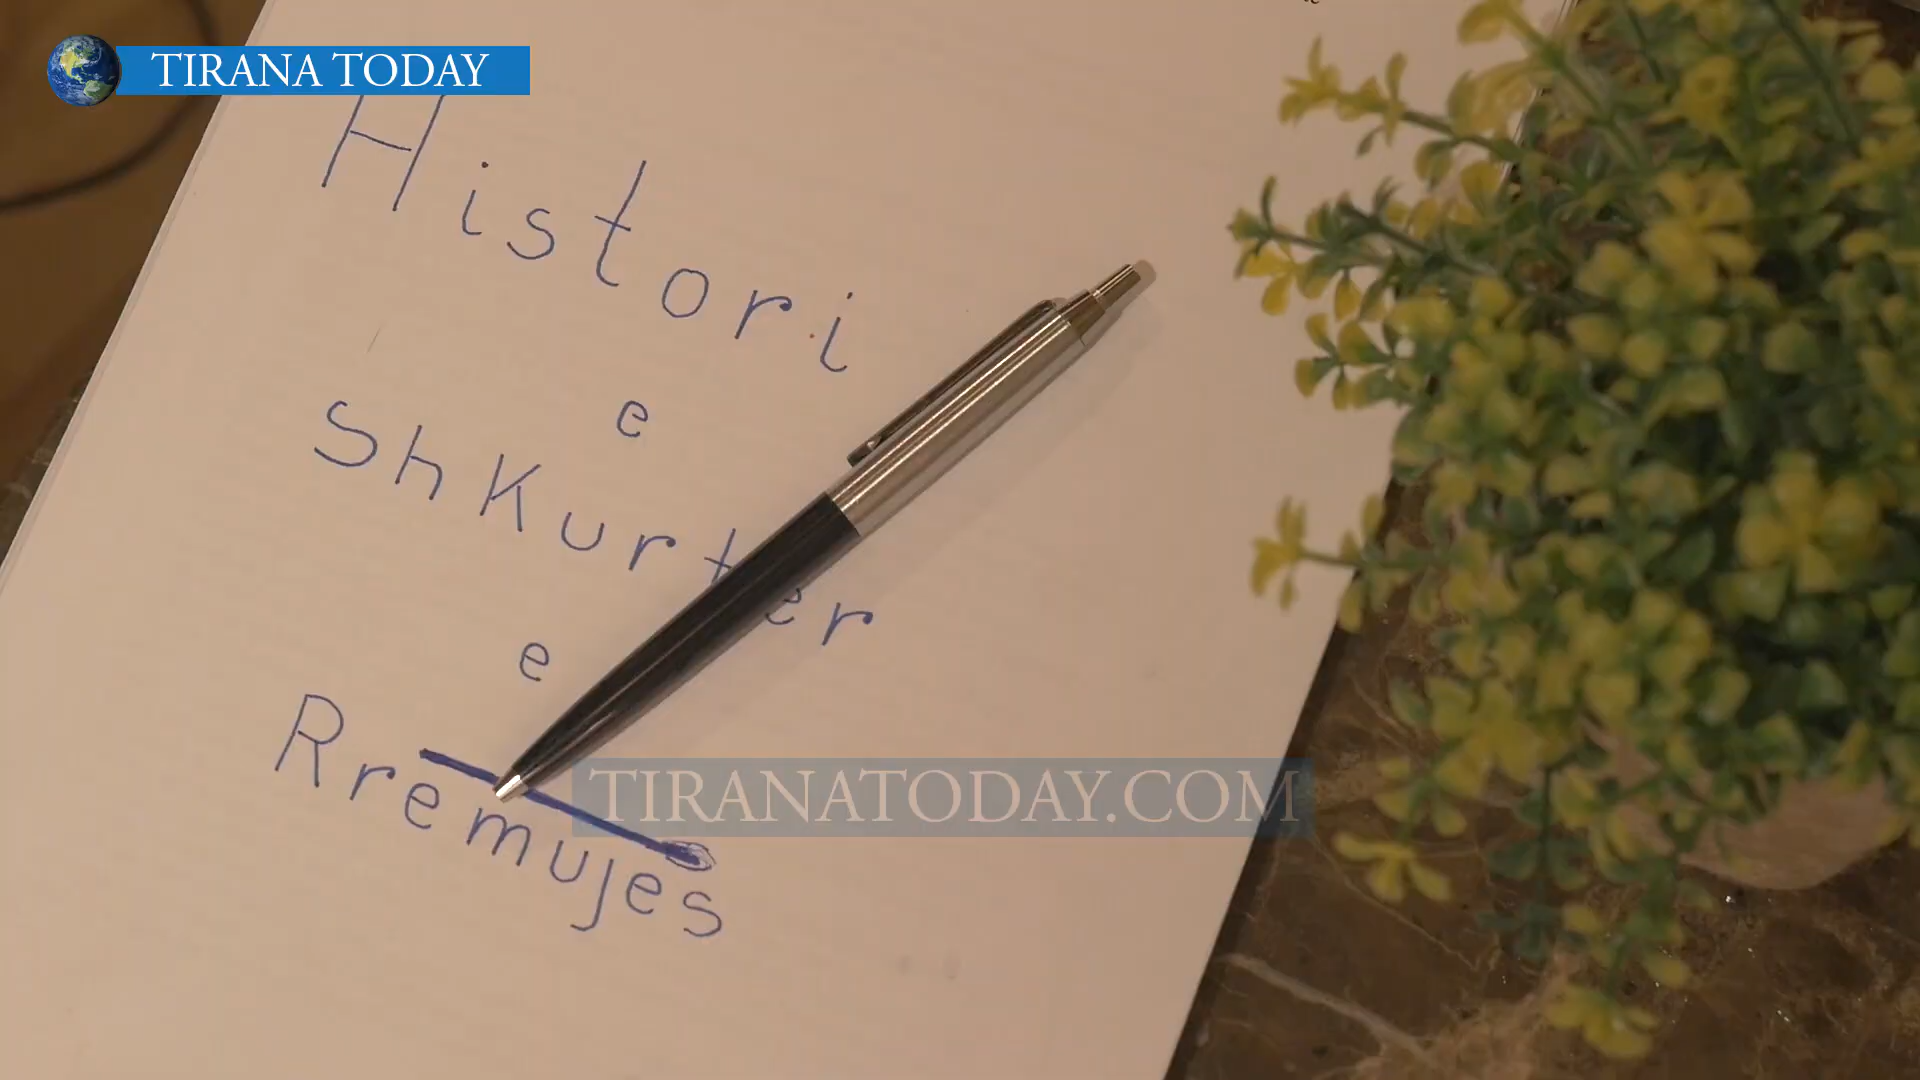 TIRANA TODAY
Histori
e
ShKurter
e
Rremujes
TIRANATODAY.COM